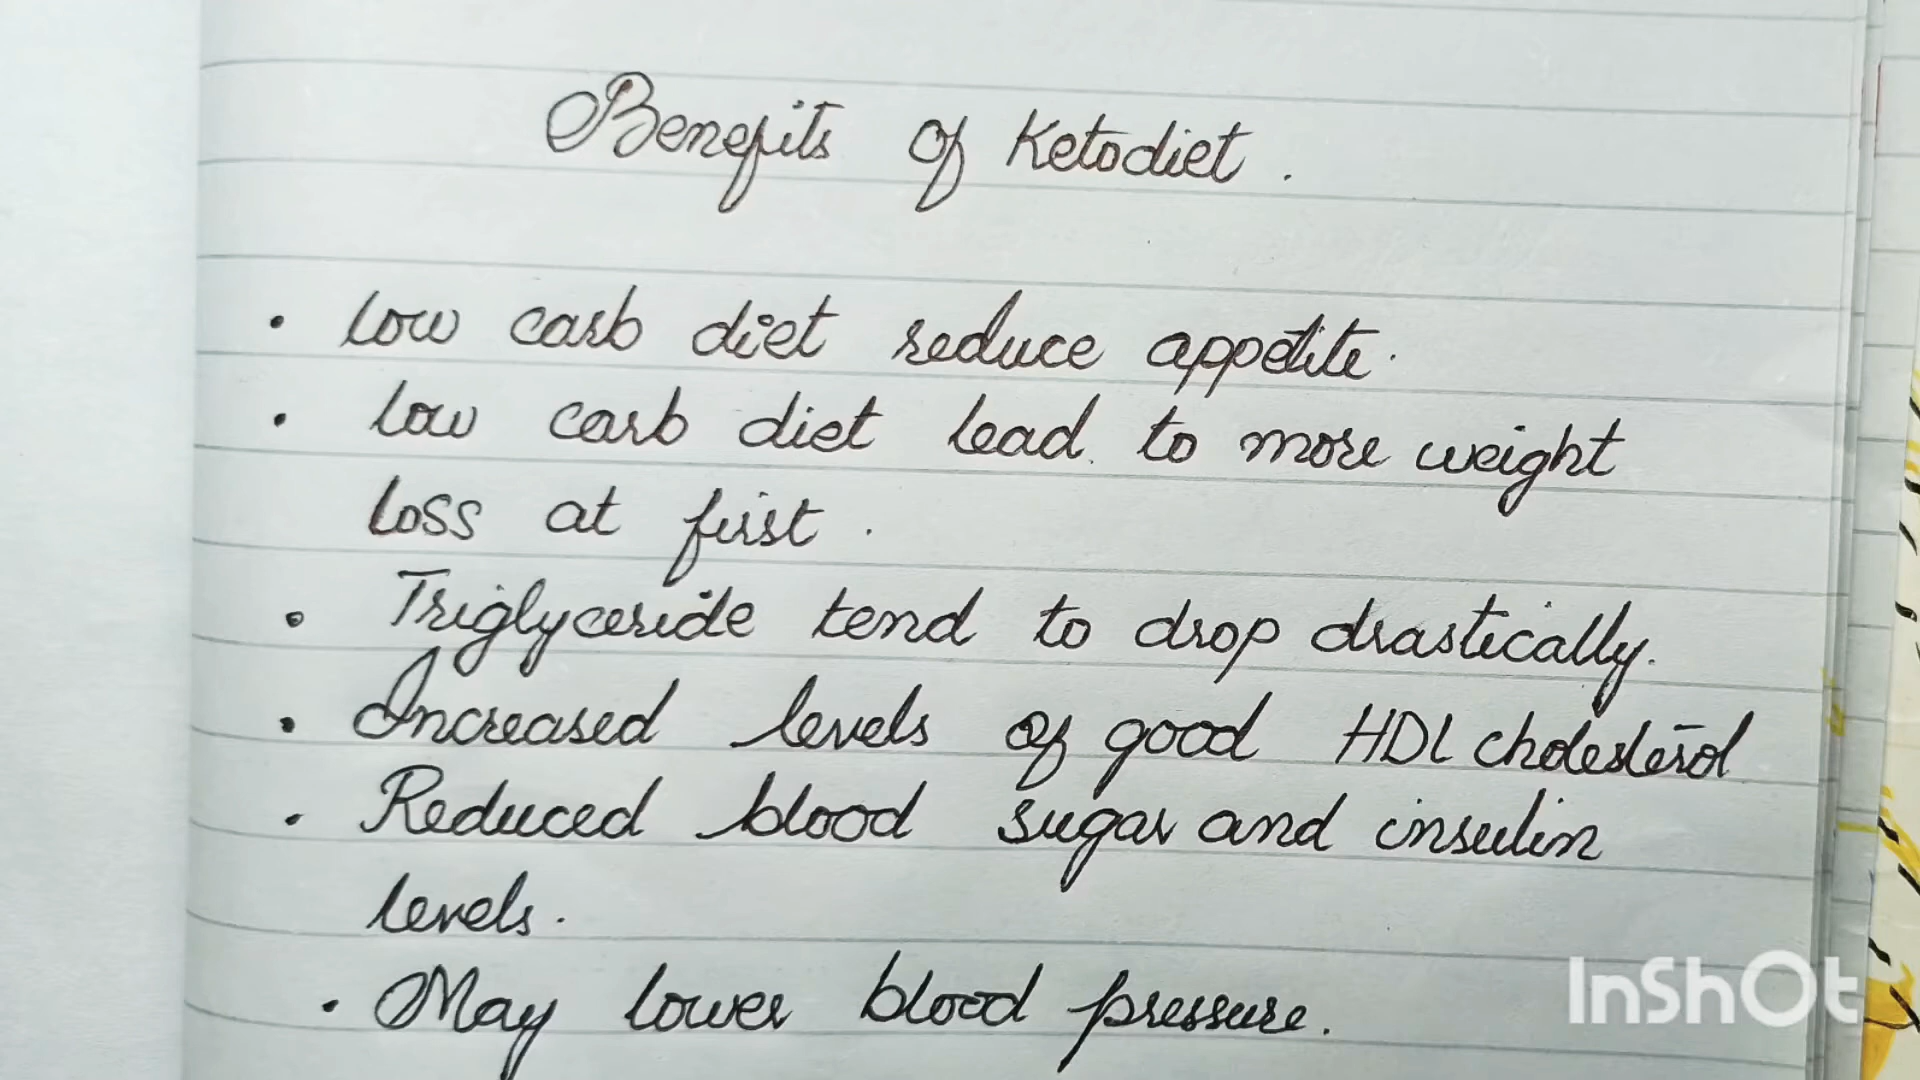 Benefits of Ketodiet.
• Low carb diet reduce appetite.
• Low carb diet lead to more weight
loss at first.
• Triglyceride tend to drop drastically.
• Increased levels of good HDL cholesterol
• Reduced blood sugar and insulin
levels.
• May lower blood pressure.
InShOt